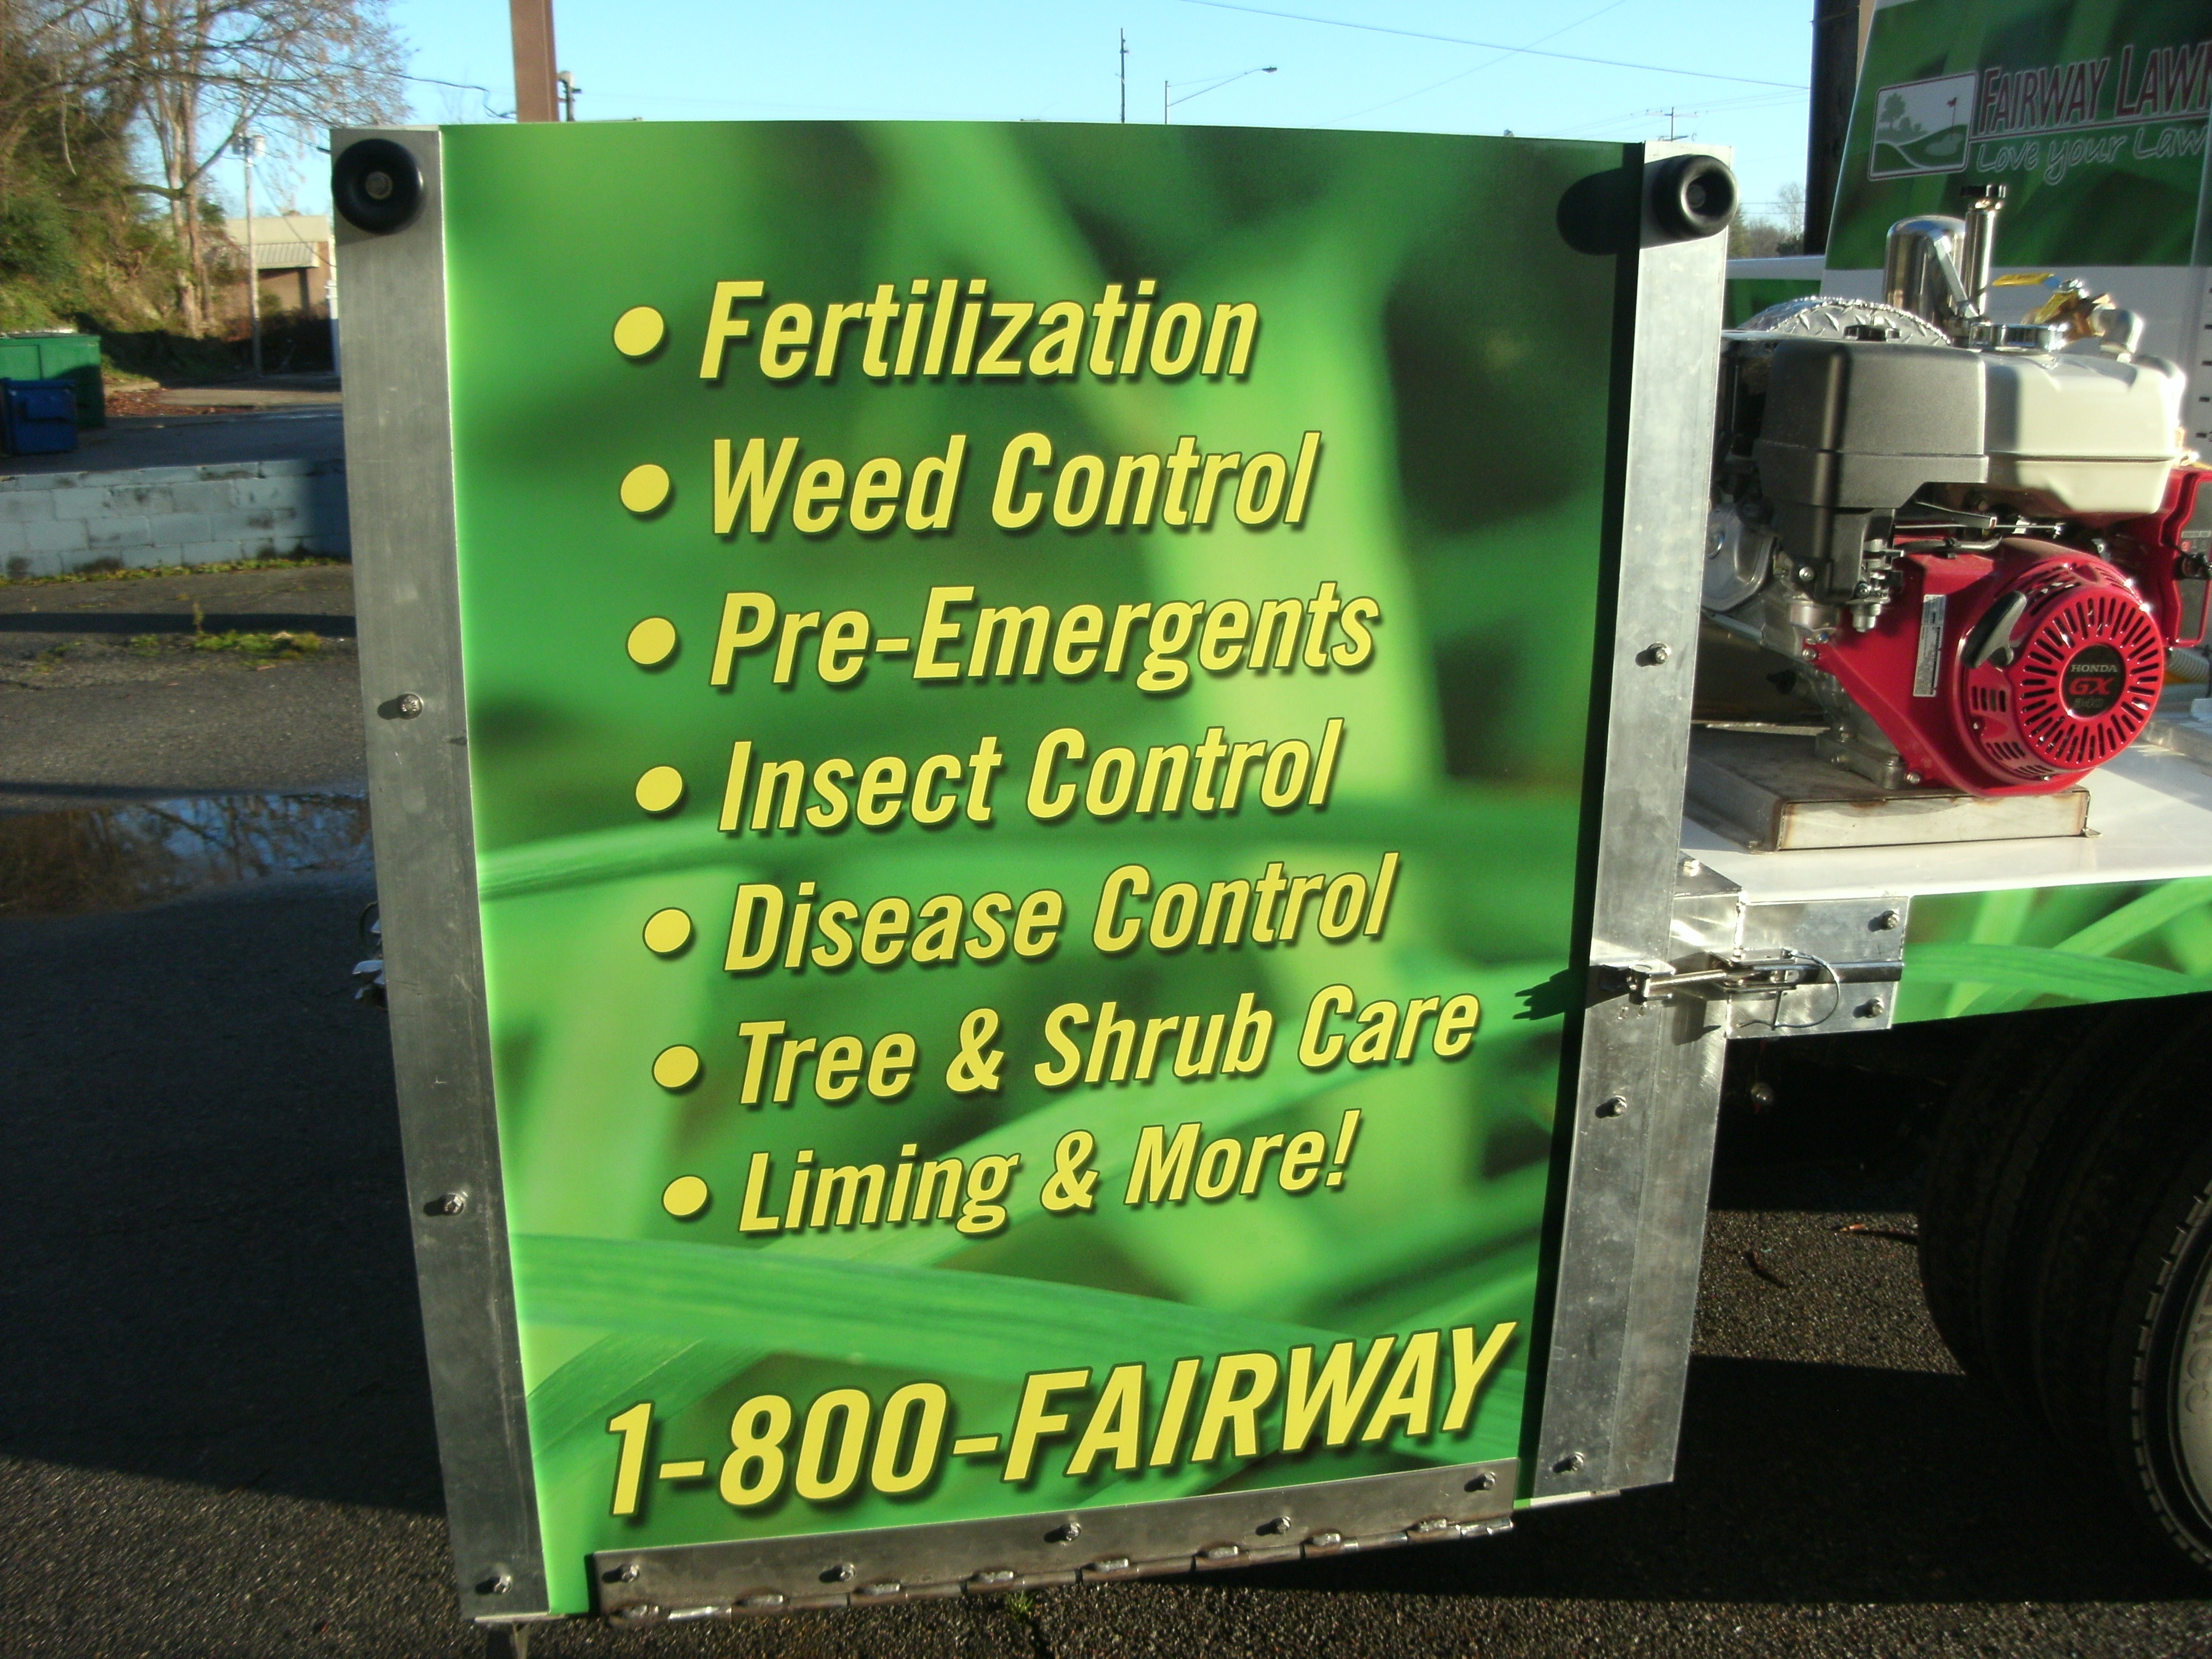 • Fertilization
• Weed Control
• Pre-Emergents
• Insect Control
• Disease Control
• Tree & Shrub Care
• Liming & More!
1-800-FAIRWAY
FAIRWAY LAWN
Love your Law
HONDA
GX